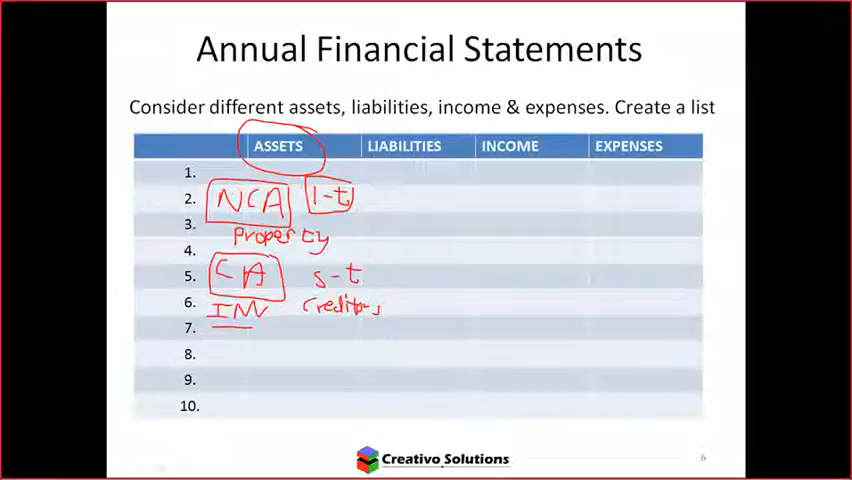 Annual Financial Statements
Consider different assets, liabilities, income & expenses. Create a list
ASSETS LIABILITIES INCOME EXPENSES
1.
2. NCA l-t
3.
Property
4.
5. CA s-t
6. INV Creditors
7.
8.
9.
10.
Creativo Solutions
6